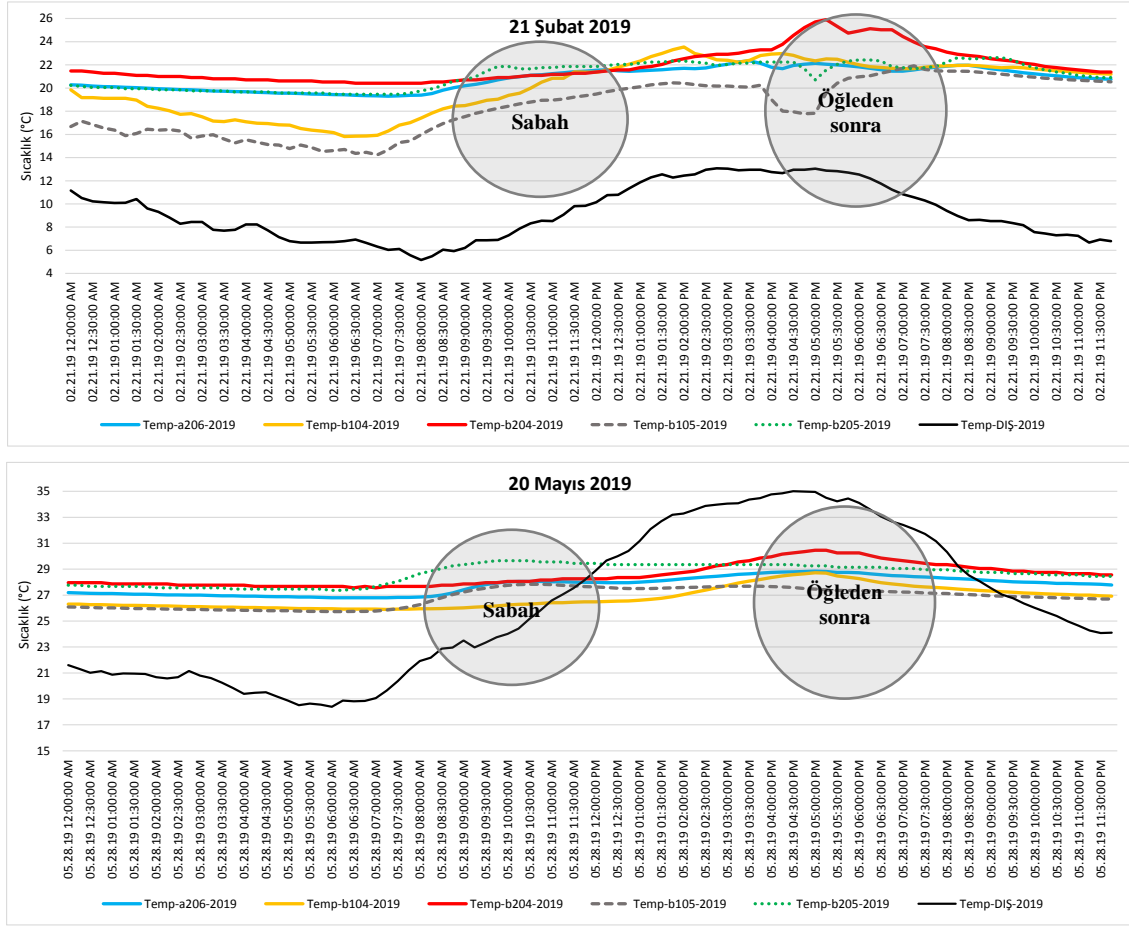 21 Şubat 2019
Sıcaklık (°C)
26
24
22
20
18
16
14
12
10
8
6
4
Sabah
Öğleden
sonra
02.21.19 12:00:00 AM
02.21.19 12:30:00 AM
02.21.19 01:00:00 AM
02.21.19 01:30:00 AM
02.21.19 02:00:00 AM
02.21.19 02:30:00 AM
02.21.19 03:00:00 AM
02.21.19 03:30:00 AM
02.21.19 04:00:00 AM
02.21.19 04:30:00 AM
02.21.19 05:00:00 AM
02.21.19 05:30:00 AM
02.21.19 06:00:00 AM
02.21.19 06:30:00 AM
02.21.19 07:00:00 AM
02.21.19 07:30:00 AM
02.21.19 08:00:00 AM
02.21.19 08:30:00 AM
02.21.19 09:00:00 AM
02.21.19 09:30:00 AM
02.21.19 10:00:00 AM
02.21.19 10:30:00 AM
02.21.19 11:00:00 AM
02.21.19 11:30:00 AM
02.21.19 12:00:00 PM
02.21.19 12:30:00 PM
02.21.19 01:00:00 PM
02.21.19 01:30:00 PM
02.21.19 02:00:00 PM
02.21.19 02:30:00 PM
02.21.19 03:00:00 PM
02.21.19 03:30:00 PM
02.21.19 04:00:00 PM
02.21.19 04:30:00 PM
02.21.19 05:00:00 PM
02.21.19 05:30:00 PM
02.21.19 06:00:00 PM
02.21.19 06:30:00 PM
02.21.19 07:00:00 PM
02.21.19 07:30:00 PM
02.21.19 08:00:00 PM
02.21.19 08:30:00 PM
02.21.19 09:00:00 PM
02.21.19 09:30:00 PM
02.21.19 10:00:00 PM
02.21.19 10:30:00 PM
02.21.19 11:00:00 PM
02.21.19 11:30:00 PM
Temp-a206-2019 Temp-b104-2019 Temp-b204-2019 Temp-b105-2019 Temp-b205-2019 Temp-DIŞ-2019
20 Mayıs 2019
Sıcaklık (°C)
35
33
31
29
27
25
23
21
19
17
15
Sabah
Öğleden
sonra
05.28.19 12:00:00 AM
05.28.19 12:30:00 AM
05.28.19 01:00:00 AM
05.28.19 01:30:00 AM
05.28.19 02:00:00 AM
05.28.19 02:30:00 AM
05.28.19 03:00:00 AM
05.28.19 03:30:00 AM
05.28.19 04:00:00 AM
05.28.19 04:30:00 AM
05.28.19 05:00:00 AM
05.28.19 05:30:00 AM
05.28.19 06:00:00 AM
05.28.19 06:30:00 AM
05.28.19 07:00:00 AM
05.28.19 07:30:00 AM
05.28.19 08:00:00 AM
05.28.19 08:30:00 AM
05.28.19 09:00:00 AM
05.28.19 09:30:00 AM
05.28.19 10:00:00 AM
05.28.19 10:30:00 AM
05.28.19 11:00:00 AM
05.28.19 11:30:00 AM
05.28.19 12:00:00 PM
05.28.19 12:30:00 PM
05.28.19 01:00:00 PM
05.28.19 01:30:00 PM
05.28.19 02:00:00 PM
05.28.19 02:30:00 PM
05.28.19 03:00:00 PM
05.28.19 03:30:00 PM
05.28.19 04:00:00 PM
05.28.19 04:30:00 PM
05.28.19 05:00:00 PM
05.28.19 05:30:00 PM
05.28.19 06:00:00 PM
05.28.19 06:30:00 PM
05.28.19 07:00:00 PM
05.28.19 07:30:00 PM
05.28.19 08:00:00 PM
05.28.19 08:30:00 PM
05.28.19 09:00:00 PM
05.28.19 09:30:00 PM
05.28.19 10:00:00 PM
05.28.19 10:30:00 PM
05.28.19 11:00:00 PM
05.28.19 11:30:00 PM
Temp-a206-2019 Temp-b104-2019 Temp-b204-2019 Temp-b105-2019 Temp-b205-2019 Temp-DIŞ-2019